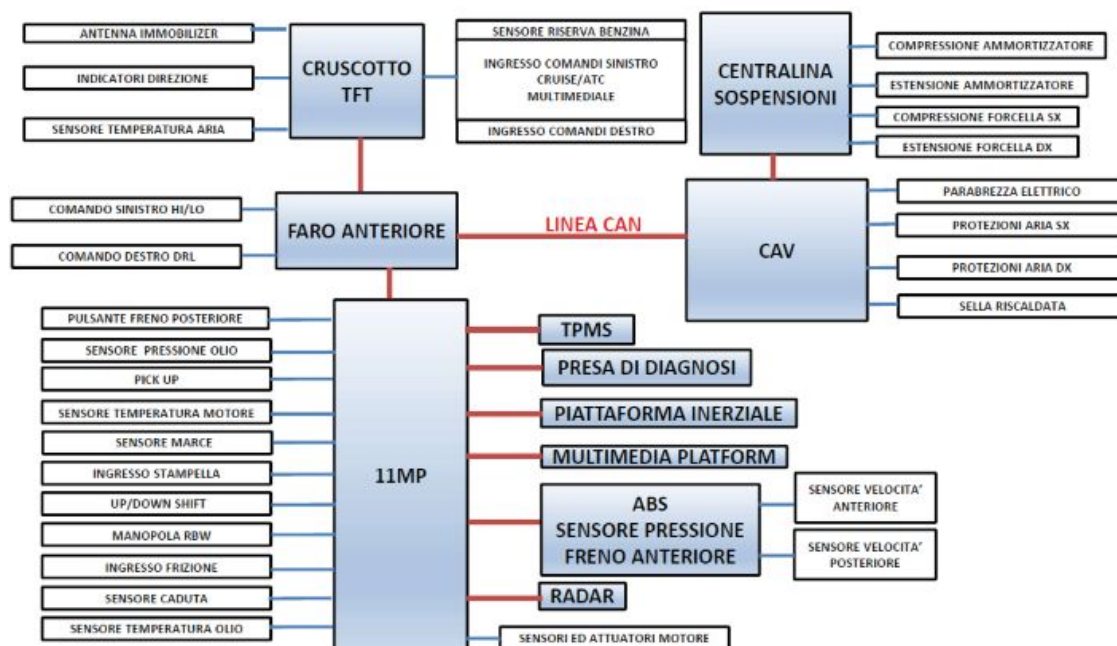 ANTENNA IMMOBILIZER
INDICATORI DIREZIONE
SENSORE TEMPERATURA ARIA
CRUSCOTTO
TFT
SENSORE RISERVA BENZINA
INGRESSO COMANDI SINISTRO
CRUISE/ATC
MULTIMEDIALE
INGRESSO COMANDI DESTRO
CENTRALINA
SOSPENSIONI
COMPRESSIONE AMMORTIZZATORE
ESTENSIONE AMMORTIZZATORE
COMPRESSIONE FORCELLA SX
ESTENSIONE FORCELLA DX
COMANDO SINISTRO HI/LO
COMANDO DESTRO DRL
FARO ANTERIORE
LINEA CAN
CAV
PARABREZZA ELETTRICO
PROTEZIONI ARIA SX
PROTEZIONI ARIA DX
SELLA RISCALDATA
PULSANTE FRENO POSTERIORE
SENSORE PRESSIONE OLIO
PICK UP
SENSORE TEMPERATURA MOTORE
SENSORE MARCE
INGRESSO STAMPELLA
UP/DOWN SHIFT
MANOPOLA RBW
INGRESSO FRIZIONE
SENSORE CADUTA
SENSORE TEMPERATURA OLIO
11MP
TPMS
PRESA DI DIAGNOSI
PIATTAFORMA INERZIALE
MULTIMEDIA PLATFORM
ABS
SENSORE PRESSIONE
FRENO ANTERIORE
SENSORE VELOCITA'
ANTERIORE
SENSORE VELOCITA'
POSTERIORE
RADAR
SENSORI ED ATTUATORI MOTORE